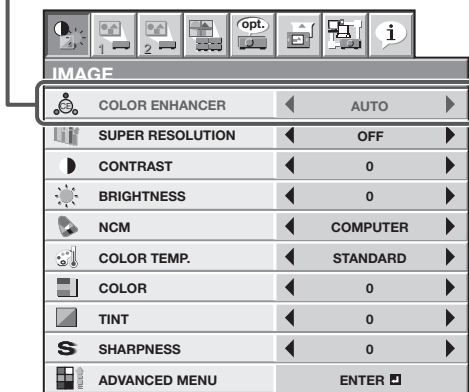 1 2 opt. i
IMAGE
CE COLOR ENHANCER AUTO
SUPER RESOLUTION OFF
CONTRAST 0
BRIGHTNESS 0
NCM COMPUTER
COLOR TEMP. STANDARD
COLOR 0
TINT 0
S SHARPNESS 0
ADVANCED MENU ENTER